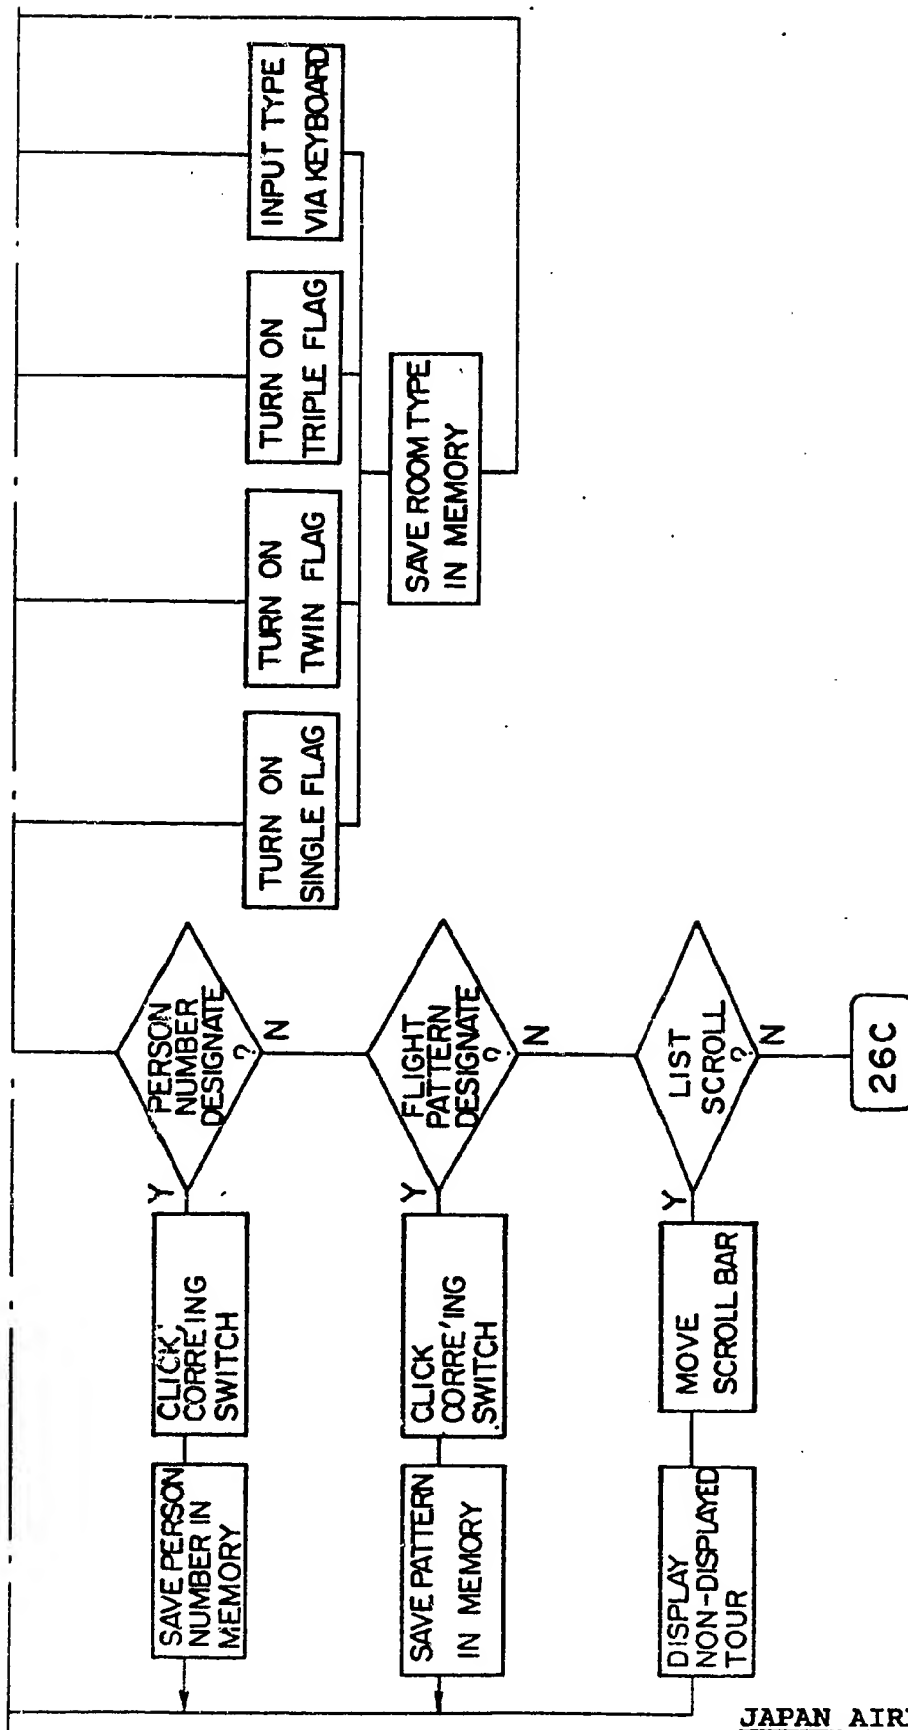 PERSON
NUMBER
DESIGNATE
?
Y
N
CLICK
CORRE'ING
SWITCH
SAVE PERSON
NUMBER IN
MEMORY
FLIGHT
PATTERN
DESIGNATE
?
Y
N
CLICK
CORRE'ING
SWITCH
SAVE PATTERN
IN MEMORY
LIST
SCROLL
?
Y
N
MOVE
SCROLL BAR
DISPLAY
NON-DISPLAYED
TOUR
26C
TURN ON
SINGLE FLAG
TURN ON
TWIN FLAG
TURN ON
TRIPLE FLAG
INPUT TYPE
VIA KEYBOARD
SAVE ROOM TYPE
IN MEMORY
JAPAN